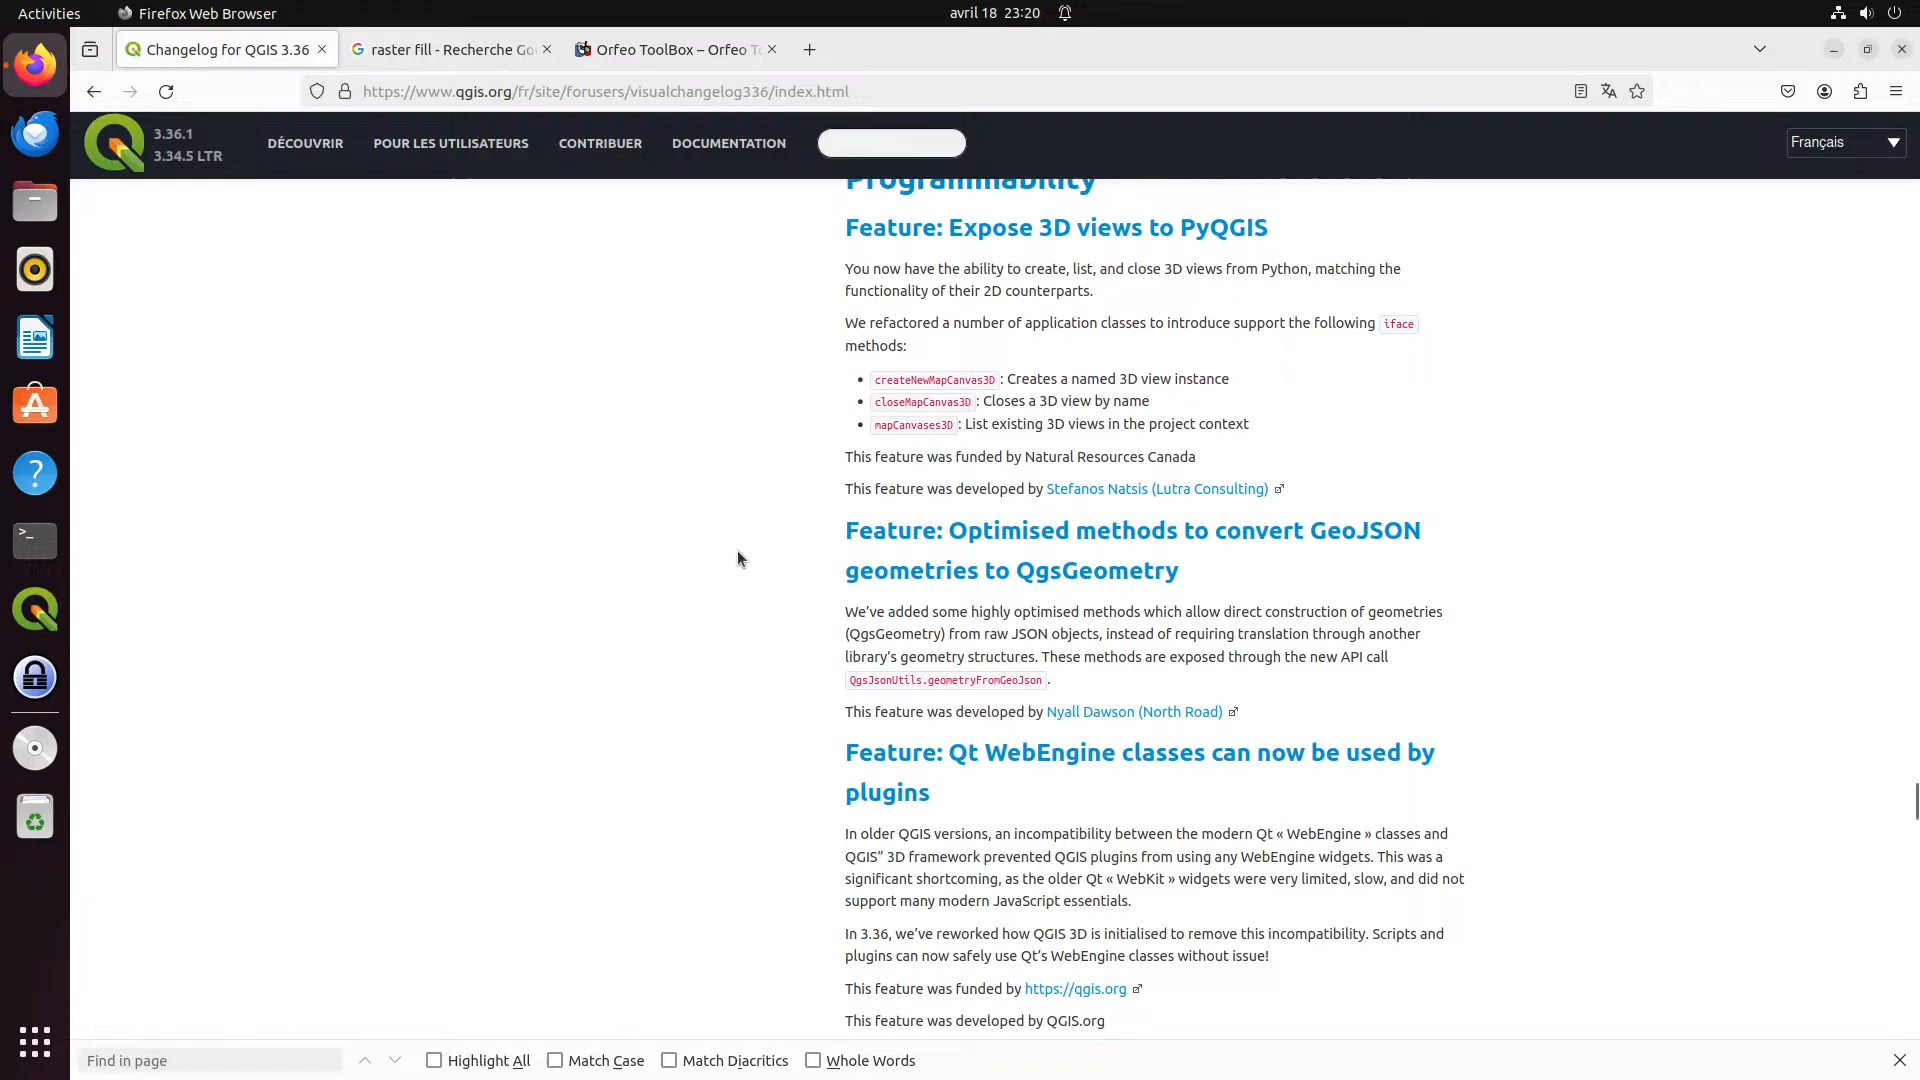 Activities
Firefox Web Browser
avril 18 23:20
Changelog for QGIS 3.36
raster fill - Recherche Go
Orfeo ToolBox – Orfeo T
https://www.qgis.org/fr/site/forusers/visualchangelog336/index.html
3.36.1
3.34.5 LTR
DÉCOUVRIR
POUR LES UTILISATEURS
CONTRIBUER
DOCUMENTATION
Français
Programmability
Feature: Expose 3D views to PyQGIS
You now have the ability to create, list, and close 3D views from Python, matching the
functionality of their 2D counterparts.
We refactored a number of application classes to introduce support the following iface
methods:
• createNewMapCanvas3D: Creates a named 3D view instance
• closeMapCanvas3D: Closes a 3D view by name
• mapCanvases3D: List existing 3D views in the project context
This feature was funded by Natural Resources Canada
This feature was developed by Stefanos Natsis (Lutra Consulting)
Feature: Optimised methods to convert GeoJSON
geometries to QgsGeometry
We’ve added some highly optimised methods which allow direct construction of geometries
(QgsGeometry) from raw JSON objects, instead of requiring translation through another
library’s geometry structures. These methods are exposed through the new API call
QgsJsonUtils.geometryFromGeoJson.
This feature was developed by Nyall Dawson (North Road)
Feature: Qt WebEngine classes can now be used by
plugins
In older QGIS versions, an incompatibility between the modern Qt « WebEngine » classes and
QGIS” 3D framework prevented QGIS plugins from using any WebEngine widgets. This was a
significant shortcoming, as the older Qt « WebKit » widgets were very limited, slow, and did not
support many modern JavaScript essentials.
In 3.36, we’ve reworked how QGIS 3D is initialised to remove this incompatibility. Scripts and
plugins can now safely use Qt’s WebEngine classes without issue!
This feature was funded by https://qgis.org
This feature was developed by QGIS.org
Find in page
Highlight All
Match Case
Match Diacritics
Whole Words